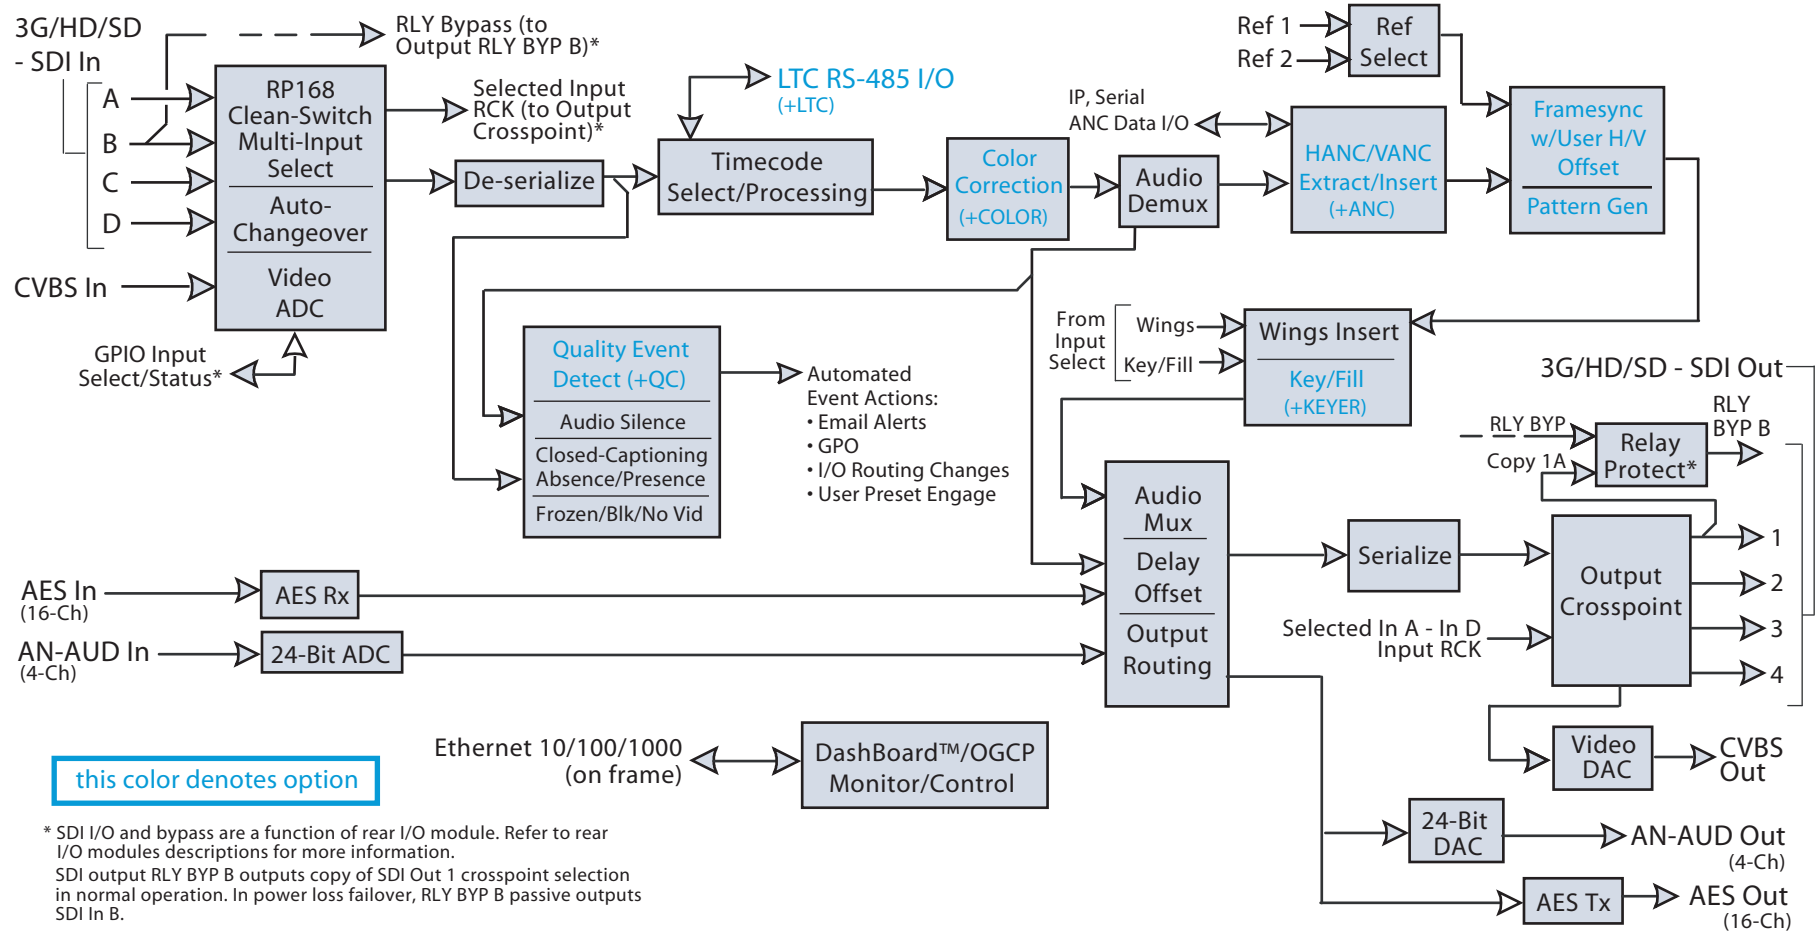 3G/HD/SD
- SDI In
RLY Bypass (to
Output RLY BYP B)*
A
B
C
D
CVBS In
RP168
Clean-Switch
Multi-Input
Select
Auto-
Changeover
Video
ADC
GPIO Input
Select/Status*
Selected Input
RCK (to Output
Crosspoint)*
De-serialize
LTC RS-485 I/O
(+LTC)
Timecode
Select/Processing
Color
Correction
(+COLOR)
Audio
Demux
IP, Serial
ANC Data I/O
HANC/VANC
Extract/Insert
(+ANC)
Ref 1
Ref 2
Ref
Select
Framesync
w/User H/V
Offset
Pattern Gen
Quality Event
Detect (+QC)
Audio Silence
Closed-Captioning
Absence/Presence
Frozen/Blk/No Vid
Automated
Event Actions:
• Email Alerts
• GPO
• I/O Routing Changes
• User Preset Engage
From
Input
Select
Wings
Key/Fill
Wings Insert
Key/Fill
(+KEYER)
3G/HD/SD - SDI Out
RLY BYP
Copy 1A
Relay
Protect*
RLY
BYP B
AES In
(16-Ch)
AES Rx
AN-AUD In
(4-Ch)
24-Bit ADC
Audio
Mux
Delay
Offset
Output
Routing
Serialize
Selected In A - In D
Input RCK
Output
Crosspoint
1
2
3
4
Video
DAC
CVBS
Out
24-Bit
DAC
AN-AUD Out
(4-Ch)
AES Tx
AES Out
(16-Ch)
Ethernet 10/100/1000
(on frame)
DashBoard™/OGCP
Monitor/Control
this color denotes option
* SDI I/O and bypass are a function of rear I/O module. Refer to rear
I/O modules descriptions for more information.
SDI output RLY BYP B outputs copy of SDI Out 1 crosspoint selection
in normal operation. In power loss failover, RLY BYP B passive outputs
SDI In B.